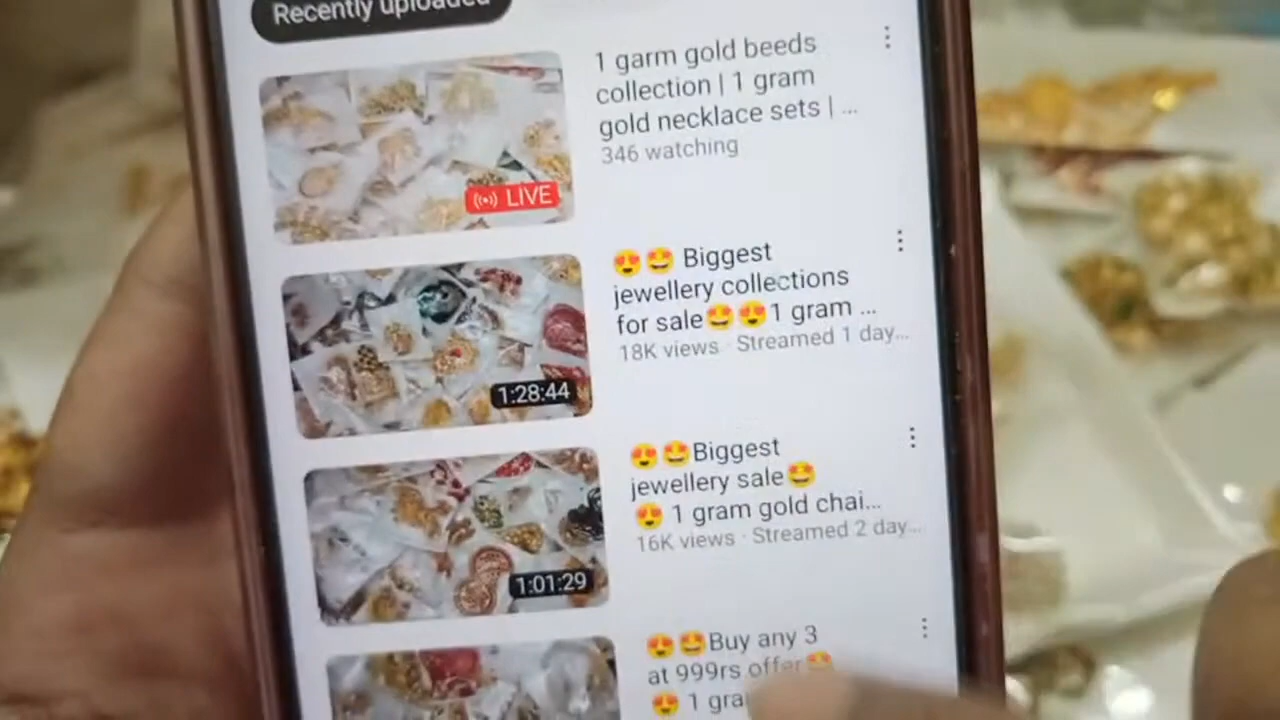 Recently uploaded
1 garm gold beeds
collection | 1 gram
gold necklace sets | ...
346 watching
LIVE
😍🤩 Biggest
jewellery collections
for sale🤩😍1 gram ...
18K views · Streamed 1 day...
1:28:44
😍🤩Biggest
jewellery sale🤩
😍 1 gram gold chai...
16K views · Streamed 2 day...
1:01:29
😍🤩Buy any 3
at 999rs offer🤩
😍 1